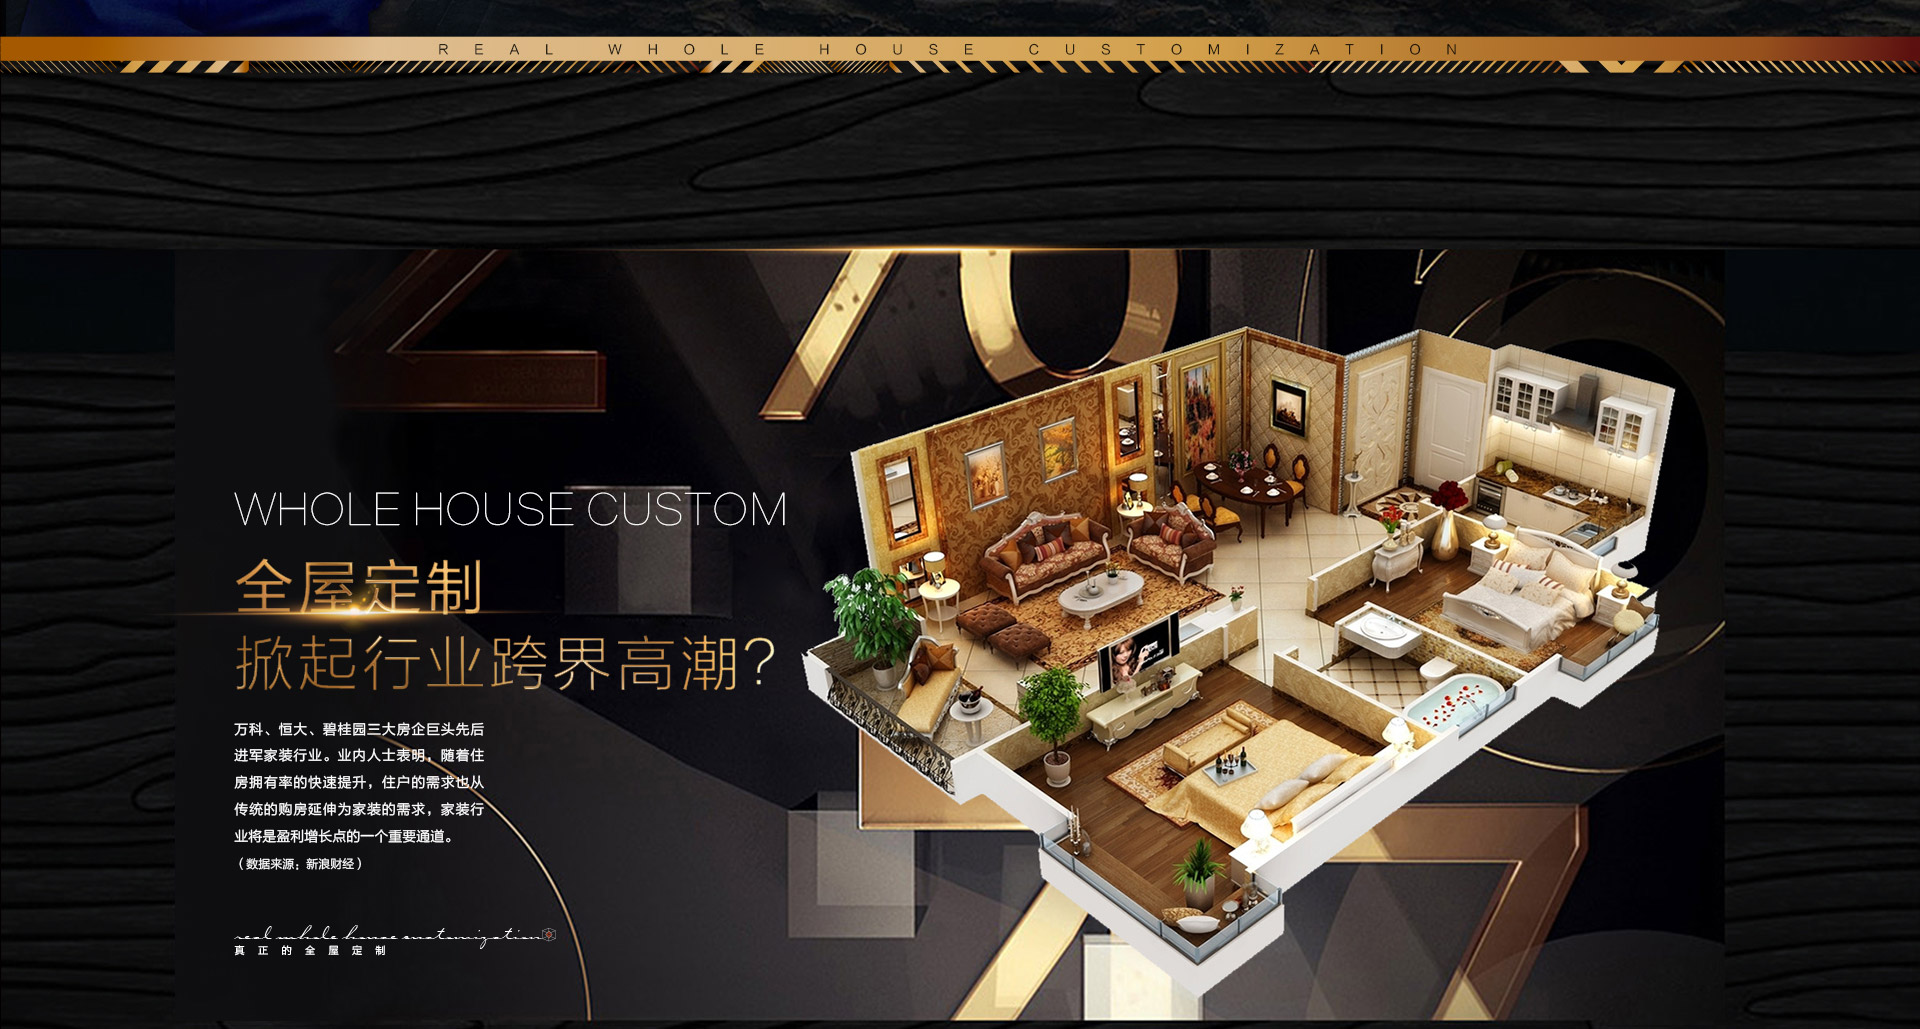 REAL WHOLE HOUSE CUSTOMIZATION
WHOLE HOUSE CUSTOM
全屋定制
掀起行业跨界高潮?
万科、恒大、碧桂园三大房企巨头先后
进军家装行业。业内人士表明，随着住
房拥有率的快速提升，住户的需求也从
传统的购房延伸为家装的需求，家装行
业将是盈利增长点的一个重要通道。
（数据来源：新浪财经）
real whole house customization
真正的全屋定制